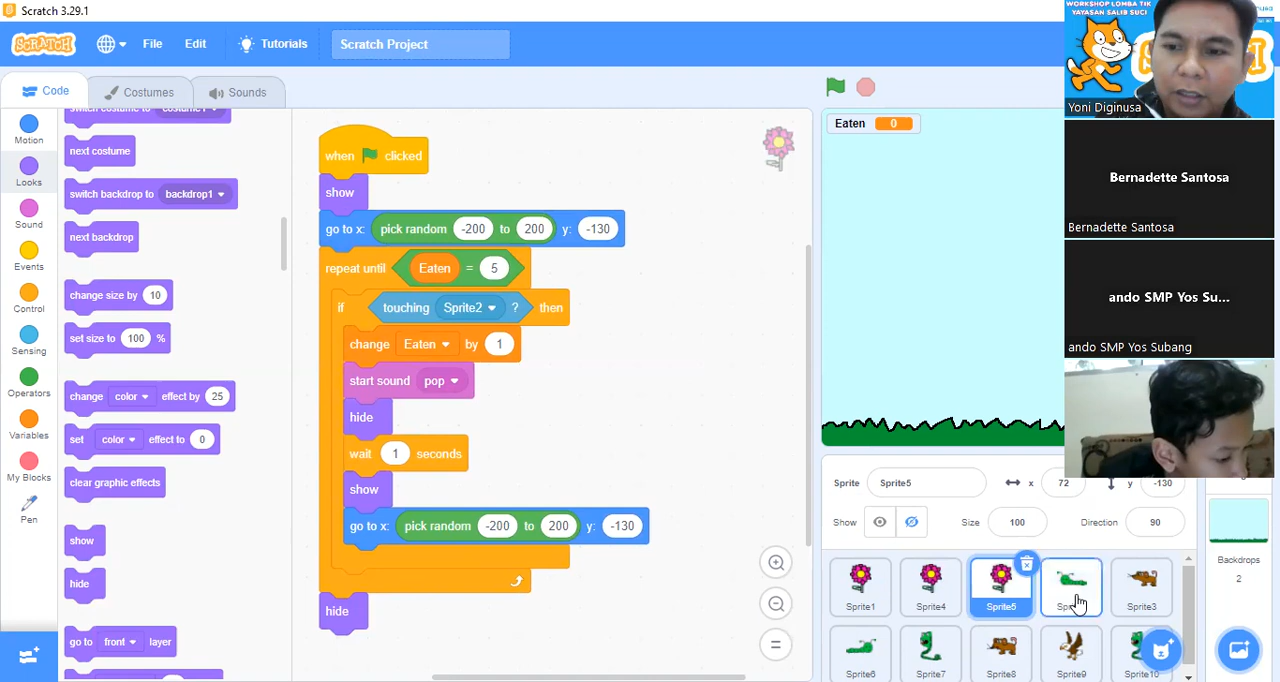 Scratch 3.29.1
SCRATCH
File
Edit
Tutorials
Scratch Project
Code
Costumes
Sounds
Motion
Looks
Sound
Events
Control
Sensing
Operators
Variables
My Blocks
Pen
switch costume to costume1
next costume
switch backdrop to backdrop1
next backdrop
change size by 10
set size to 100 %
change color effect by 25
set color effect to 0
clear graphic effects
show
hide
go to front layer
when clicked
show
go to x: pick random -200 to 200 y: -130
repeat until Eaten = 5
if touching Sprite2 ? then
change Eaten by 1
start sound pop
hide
wait 1 seconds
show
go to x: pick random -200 to 200 y: -130
hide
Eaten 0
Sprite Sprite5 x 72 y -130
Show Size 100 Direction 90
Sprite1
Sprite4
Sprite5
Sprite3
Sprite6
Sprite7
Sprite8
Sprite9
Sprite10
Backdrops
2
WORKSHOP LOMBA TIK
YAYASAN SALIB SUCI
Yoni Diginusa
Bernadette Santosa
Bernadette Santosa
ando SMP Yos Su...
ando SMP Yos Subang